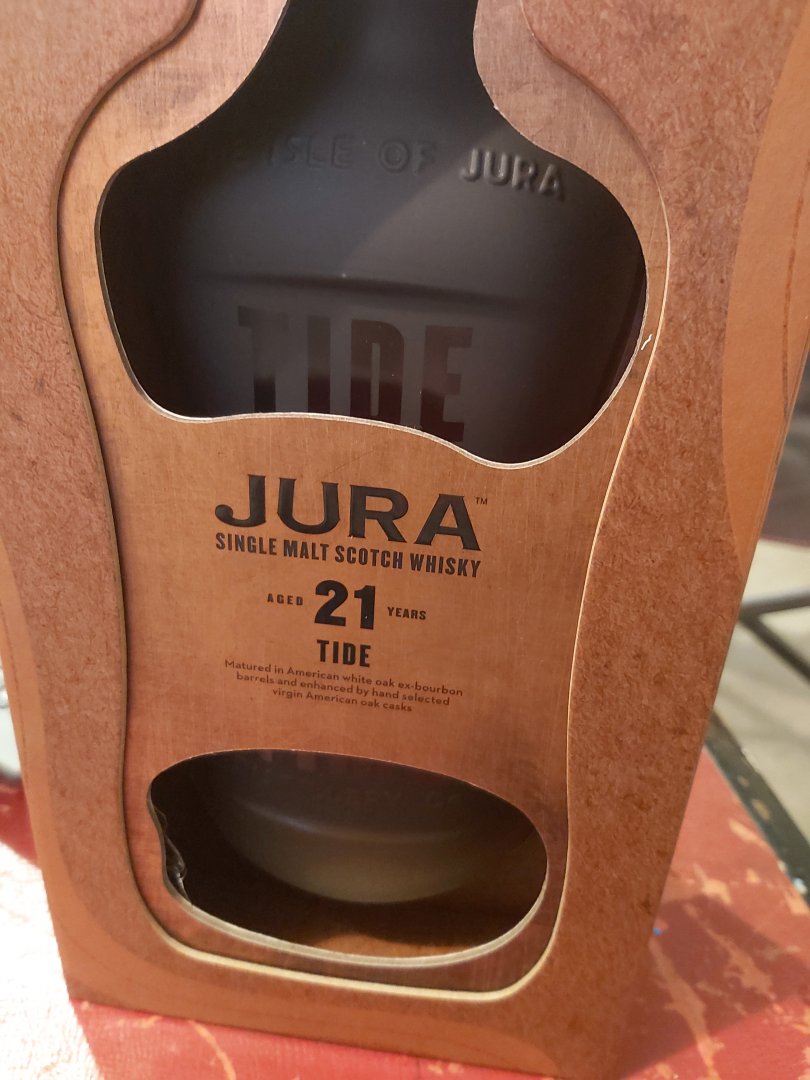 ISLE OF JURA
TIDE
JURA™
SINGLE MALT SCOTCH WHISKY
AGED 21 YEARS
TIDE
Matured in American white oak ex-bourbon
barrels and enhanced by hand selected
virgin American oak casks